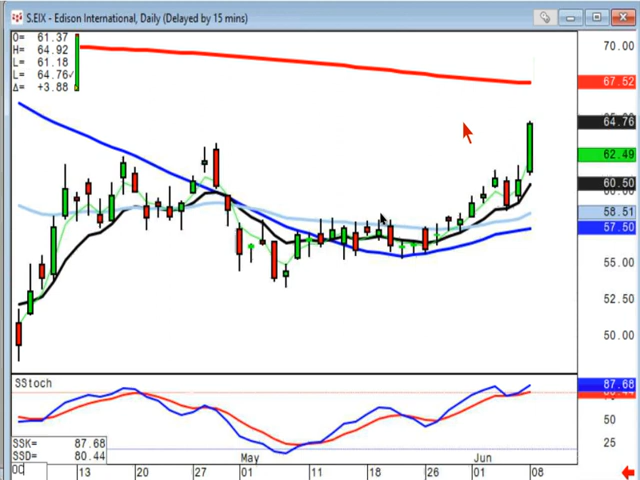 S.EIX - Edison International, Daily (Delayed by 15 mins)
O= 61.37
H= 64.92
L= 61.18
L= 64.76✓
Δ= +3.88
70.00
67.52
64.76
62.49
60.50
58.51
57.50
55.00
52.50
50.00
SStoch
87.68
50
25
SSK= 87.68
SSD= 80.44
May
Jun
13
20
27
11
18
26
01
08